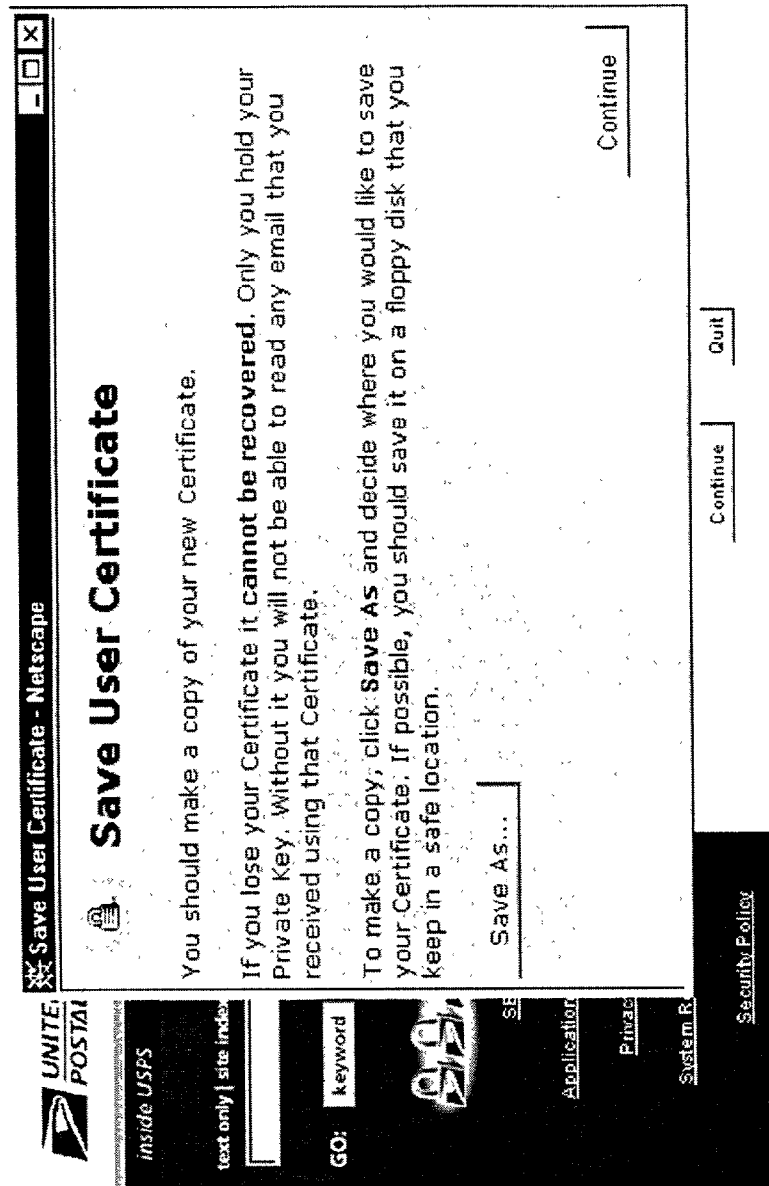 Save User Certificate - Netscape
Save User Certificate
You should make a copy of your new Certificate.
If you lose your Certificate it cannot be recovered. Only you hold your
Private Key. Without it you will not be able to read any email that you
received using that Certificate.
To make a copy, click Save As and decide where you would like to save
your Certificate. If possible, you should save it on a floppy disk that you
keep in a safe location.
Save As...
Continue
UNITE
POSTAL
inside USPS
text only | site index
GO:
keyword
SE
Application
Privac
System R
Security Policy
Continue
Quit